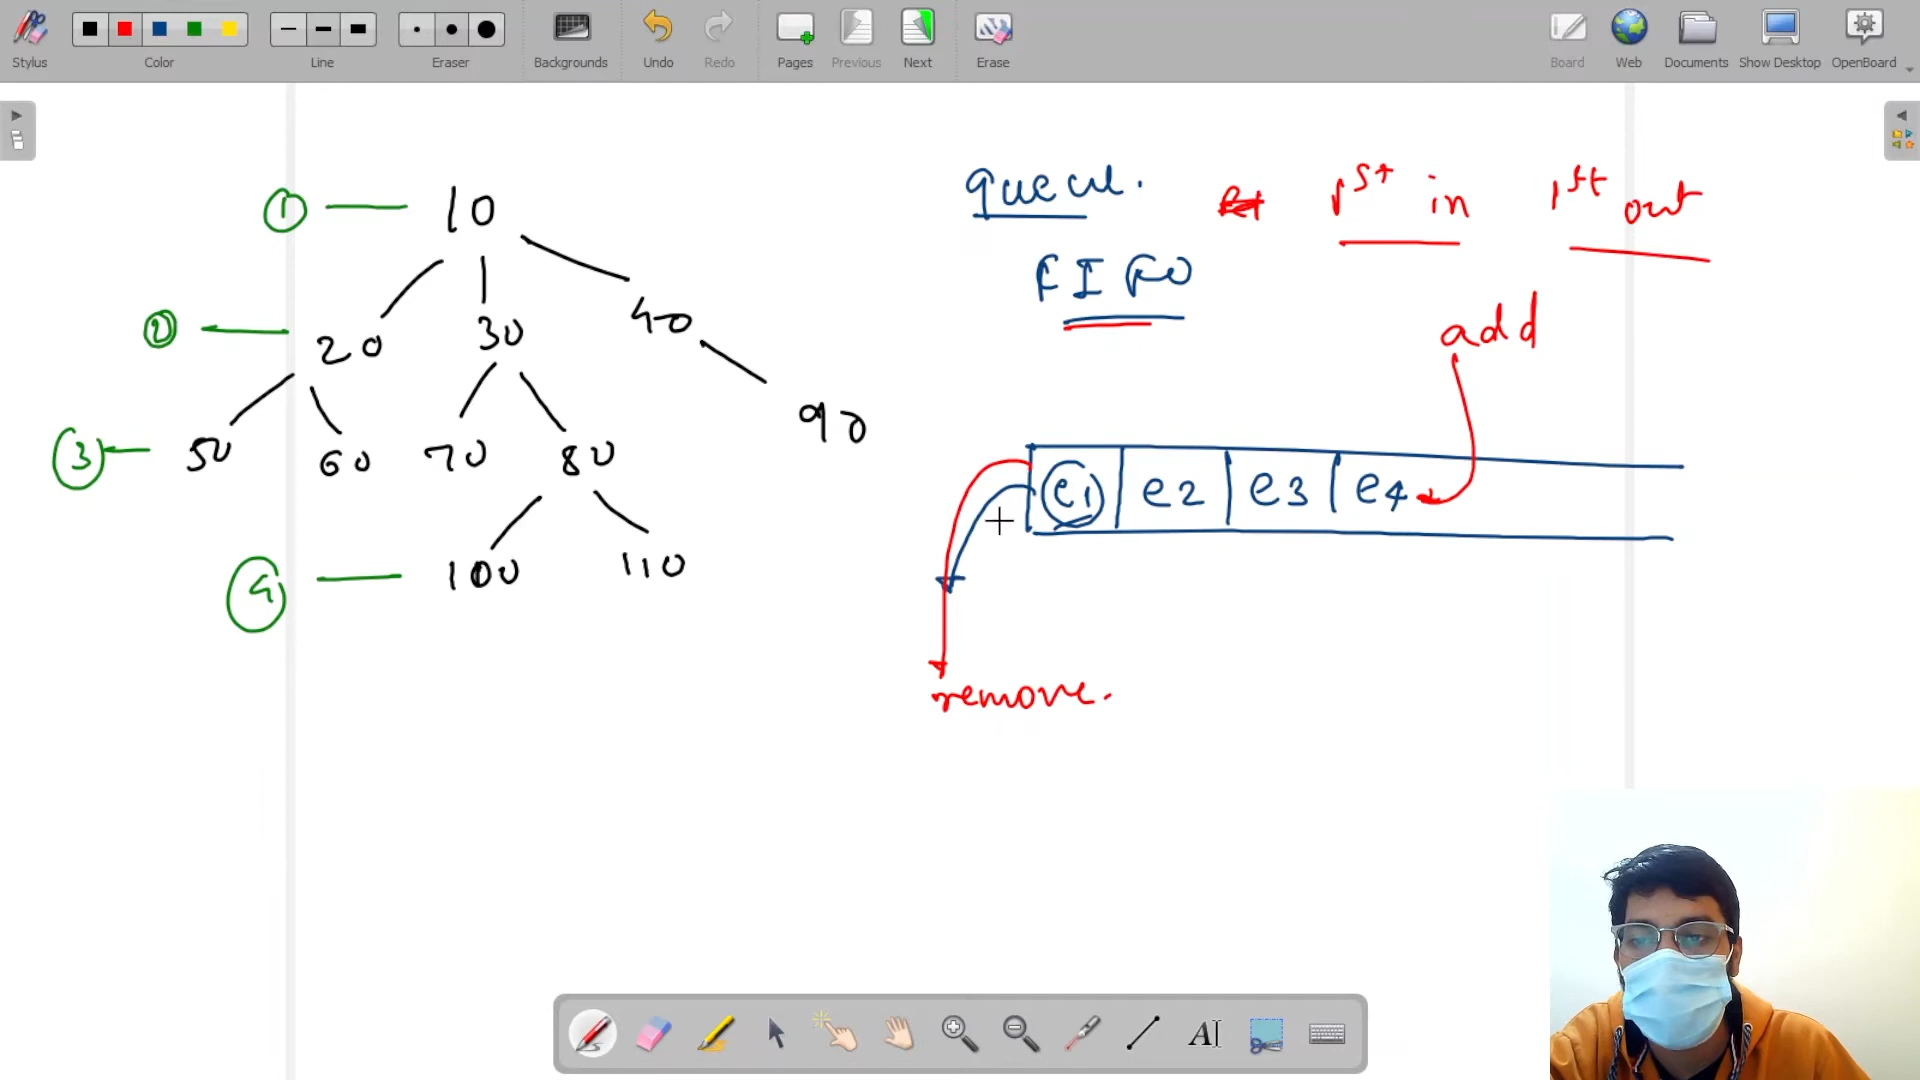 Stylus Color Line Eraser Backgrounds Undo Redo Pages Previous Next Erase Board Web Documents Show Desktop OpenBoard
① 10
② 20 30 40
③ 50 60 70 80 90
④ 100 110
queue. 1st in 1st out
FIFO
add
e1 e2 e3 e4
remove.